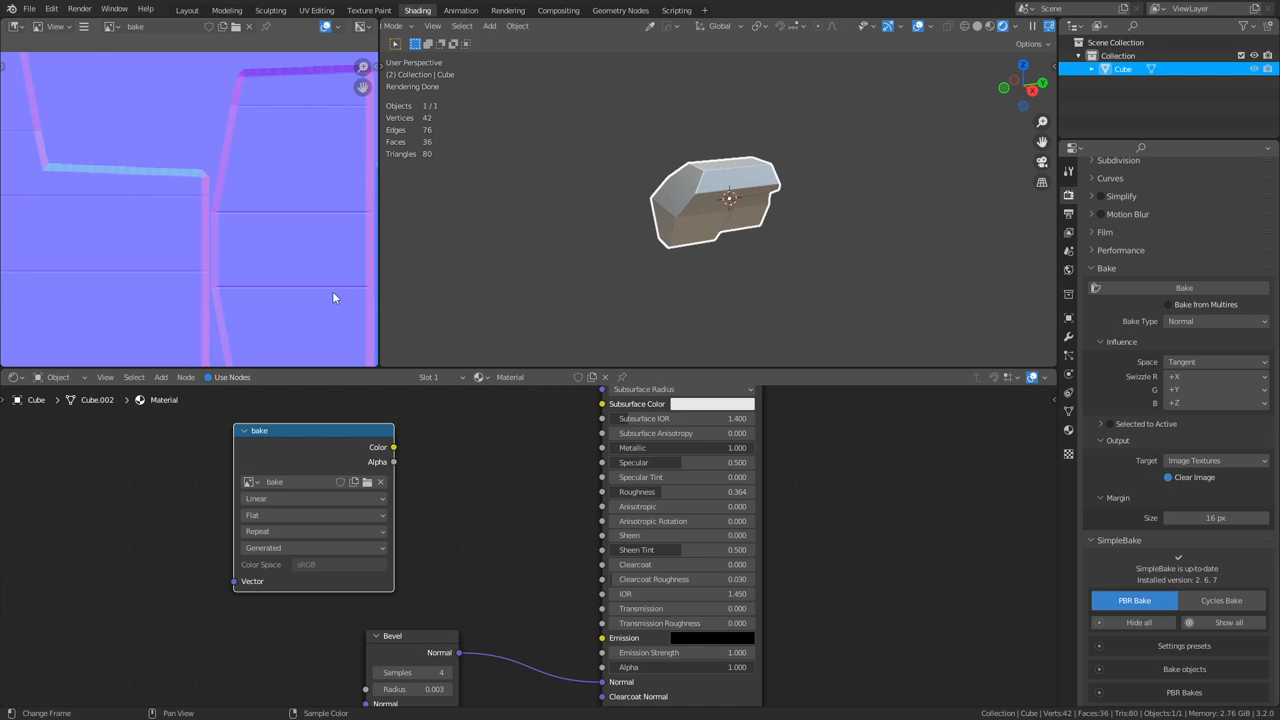 File Edit Render Window Help Layout Modeling Sculpting UV Editing Texture Paint Shading Animation Rendering Compositing Geometry Nodes Scripting + Scene ViewLayer
View bake
Mode View Select Add Object Global
Options
User Perspective
(2) Collection | Cube
Rendering Done
Objects 1 / 1
Vertices 42
Edges 76
Faces 36
Triangles 80
Z
Y
X
Scene Collection
Collection
Cube
Subdivision
Curves
Simplify
Motion Blur
Film
Performance
Bake
Bake
Bake from Multires
Bake Type Normal
Influence
Space Tangent
Swizzle R +X
G +Y
B +Z
Selected to Active
Output
Target Image Textures
Clear Image
Margin
Size 16 px
SimpleBake
SimpleBake is up-to-date
Installed version: 2. 6. 7
PBR Bake Cycles Bake
Hide all Show all
Settings presets
Bake objects
PBR Bakes
Object View Select Add Node Use Nodes Slot 1 Material
Cube > Cube.002 > Material
bake
Color
Alpha
bake
Linear
Flat
Repeat
Generated
Color Space sRGB
Vector
Bevel
Normal
Samples 4
Radius 0.003
Normal
Subsurface Radius
Subsurface Color
Subsurface IOR 1.400
Subsurface Anisotropy 0.000
Metallic 1.000
Specular 0.500
Specular Tint 0.000
Roughness 0.364
Anisotropic 0.000
Anisotropic Rotation 0.000
Sheen 0.000
Sheen Tint 0.500
Clearcoat 0.000
Clearcoat Roughness 0.030
IOR 1.450
Transmission 0.000
Transmission Roughness 0.000
Emission
Emission Strength 1.000
Alpha 1.000
Normal
Clearcoat Normal
Change Frame Pan View Sample Color Collection | Cube | Verts:42 | Faces:36 | Tris:80 | Objects:1/1 | Memory: 2.76 GiB | 3.2.0